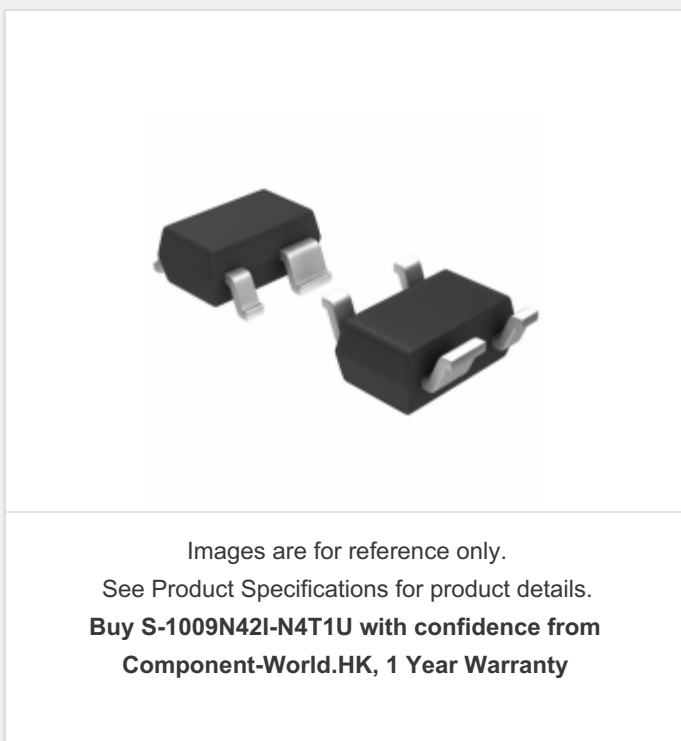 Images are for reference only.
See Product Specifications for product details.
Buy S-1009N42I-N4T1U with confidence from
Component-World.HK, 1 Year Warranty